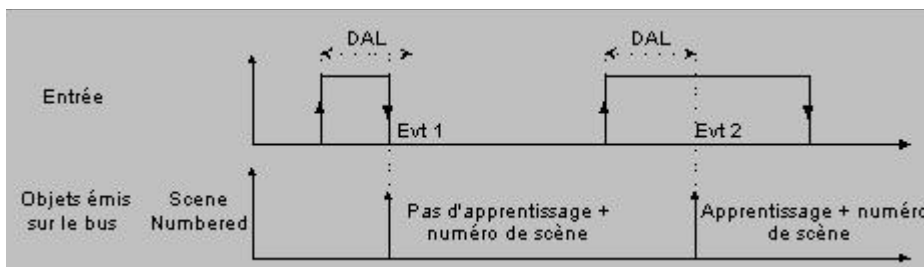 DAL
DAL
Entrée
Evt 1
Evt 2
Objets émis
sur le bus
Scene
Numbered
Pas d'apprentissage +
numéro de scène
Apprentissage + numéro
de scène